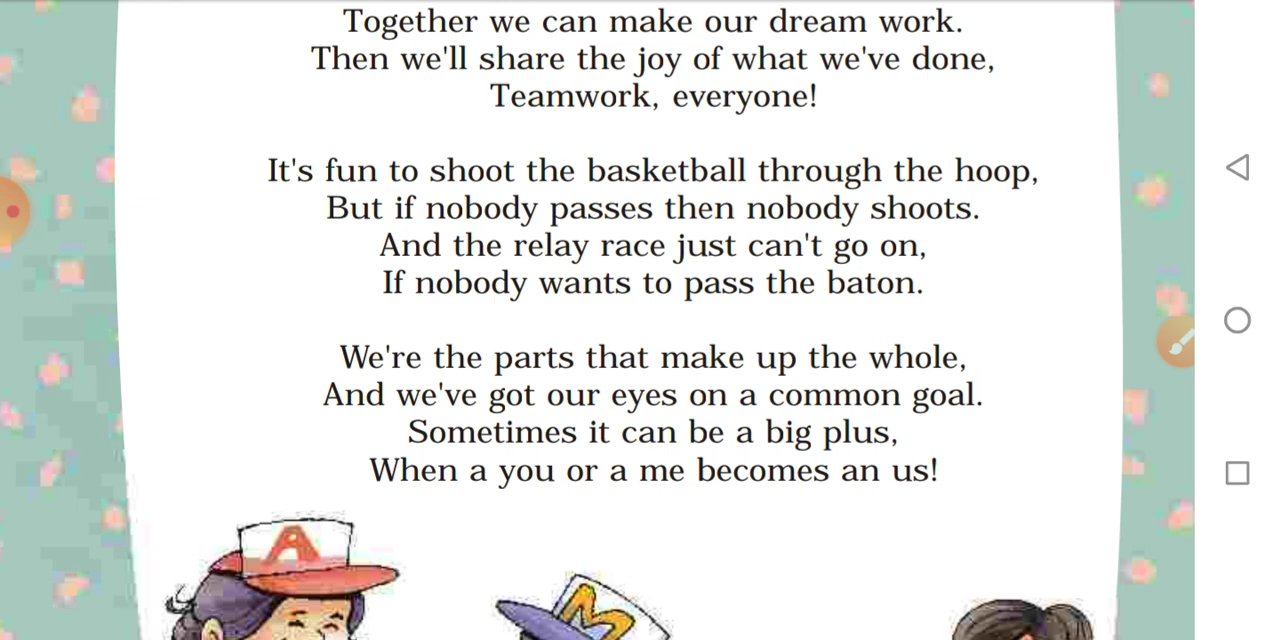 Together we can make our dream work.
Then we'll share the joy of what we've done,
Teamwork, everyone!
It's fun to shoot the basketball through the hoop,
But if nobody passes then nobody shoots.
And the relay race just can't go on,
If nobody wants to pass the baton.
We're the parts that make up the whole,
And we've got our eyes on a common goal.
Sometimes it can be a big plus,
When a you or a me becomes an us!
A
M